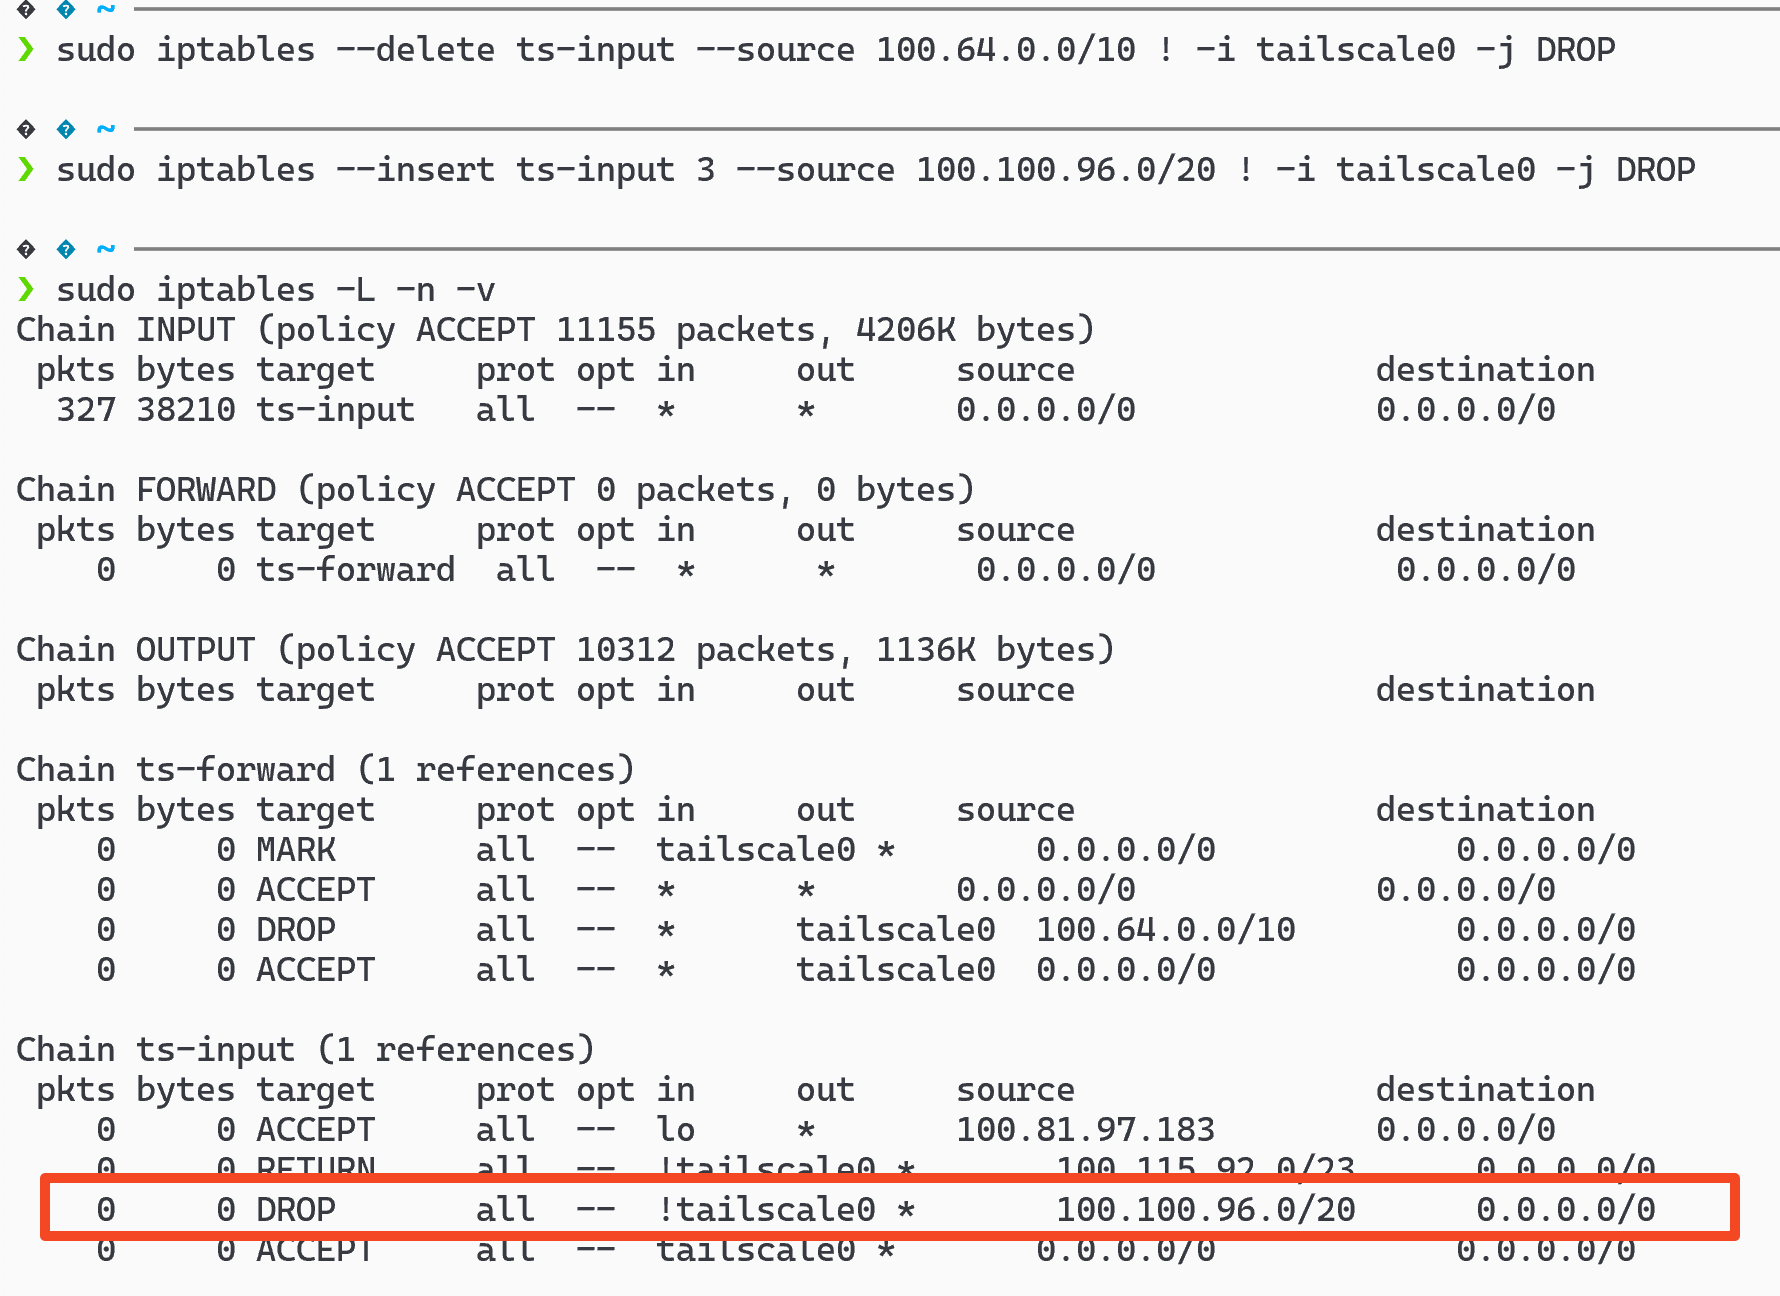 ~
❯ sudo iptables --delete ts-input --source 100.64.0.0/10 ! -i tailscale0 -j DROP
~
❯ sudo iptables --insert ts-input 3 --source 100.100.96.0/20 ! -i tailscale0 -j DROP
~
❯ sudo iptables -L -n -v
Chain INPUT (policy ACCEPT 11155 packets, 4206K bytes)
pkts bytes target prot opt in out source destination
327 38210 ts-input all -- * * 0.0.0.0/0 0.0.0.0/0
Chain FORWARD (policy ACCEPT 0 packets, 0 bytes)
pkts bytes target prot opt in out source destination
0 0 ts-forward all -- * * 0.0.0.0/0 0.0.0.0/0
Chain OUTPUT (policy ACCEPT 10312 packets, 1136K bytes)
pkts bytes target prot opt in out source destination
Chain ts-forward (1 references)
pkts bytes target prot opt in out source destination
0 0 MARK all -- tailscale0 * 0.0.0.0/0 0.0.0.0/0
0 0 ACCEPT all -- * * 0.0.0.0/0 0.0.0.0/0
0 0 DROP all -- * tailscale0 100.64.0.0/10 0.0.0.0/0
0 0 ACCEPT all -- * tailscale0 0.0.0.0/0 0.0.0.0/0
Chain ts-input (1 references)
pkts bytes target prot opt in out source destination
0 0 ACCEPT all -- lo * 100.81.97.183 0.0.0.0/0
0 0 RETURN all -- !tailscale0 * 100.115.92.0/23 0.0.0.0/0
0 0 DROP all -- !tailscale0 * 100.100.96.0/20 0.0.0.0/0
0 0 ACCEPT all -- tailscale0 * 0.0.0.0/0 0.0.0.0/0